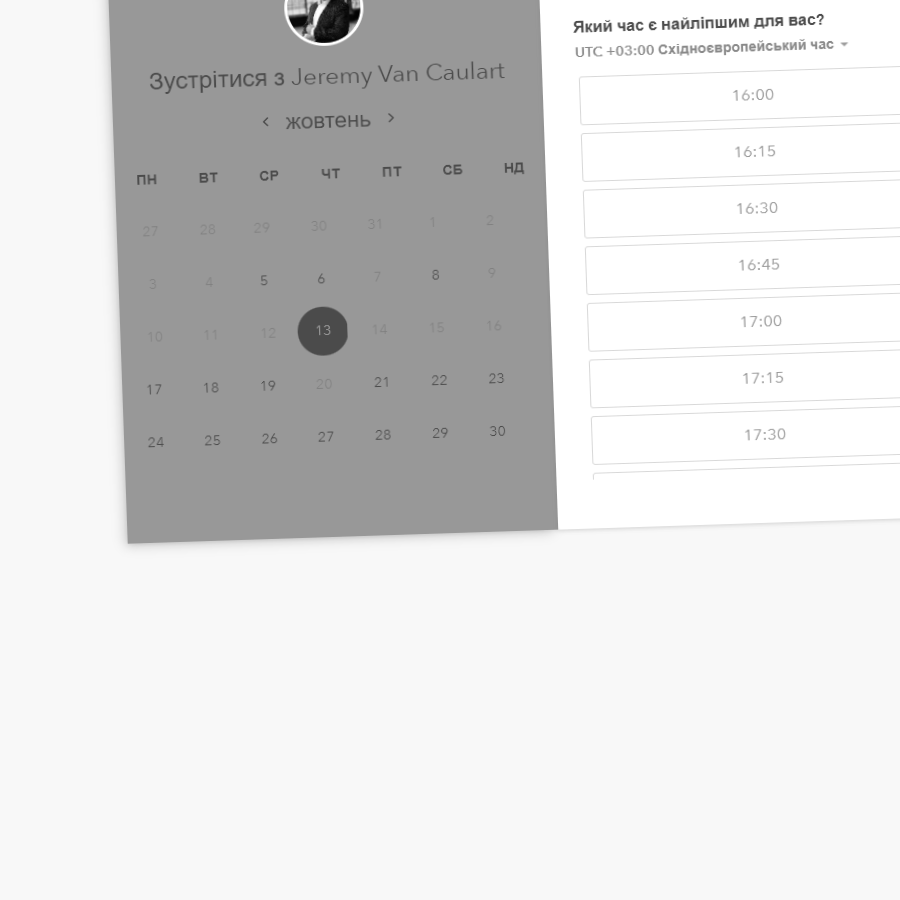 Зустрітися з Jeremy Van Caulart
‹ жовтень ›
ПН ВТ СР ЧТ ПТ СБ НД
27 28 29 30 31 1 2
3 4 5 6 7 8 9
10 11 12 13 14 15 16
17 18 19 20 21 22 23
24 25 26 27 28 29 30
Який час є найліпшим для вас?
UTC +03:00 Східноєвропейський час
16:00
16:15
16:30
16:45
17:00
17:15
17:30